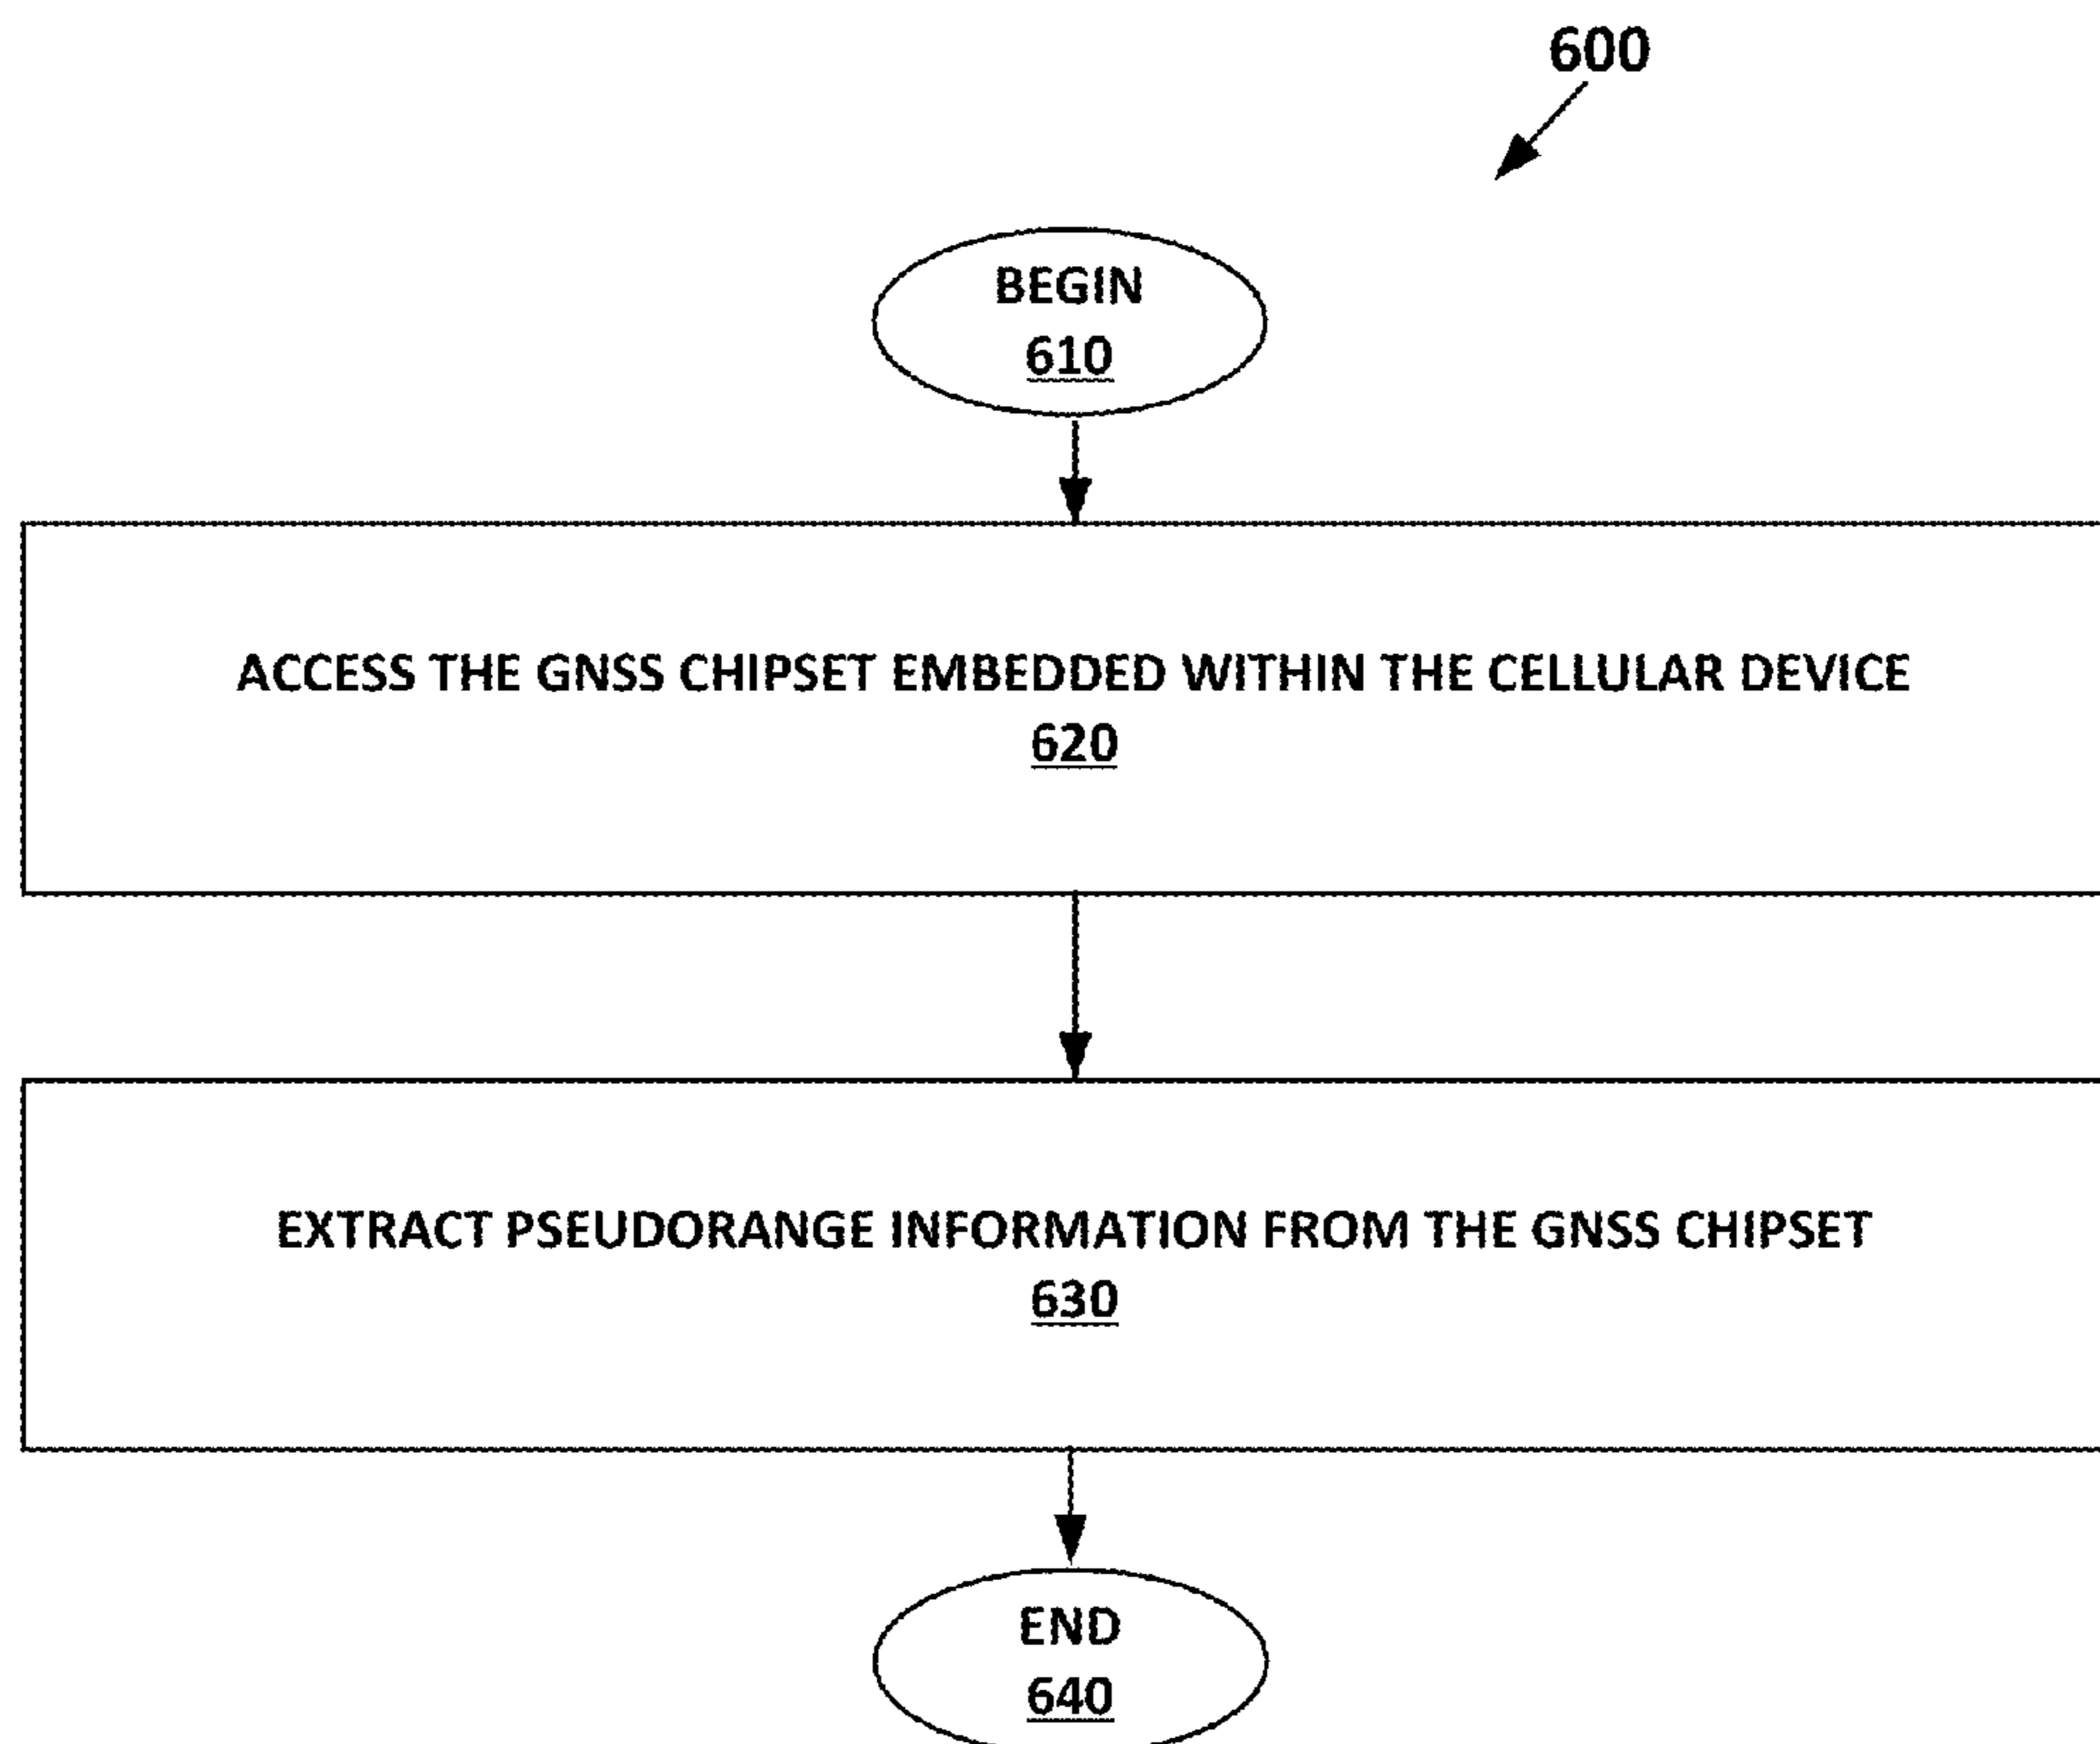 600
BEGIN
610
ACCESS THE GNSS CHIPSET EMBEDDED WITHIN THE CELLULAR DEVICE
620
EXTRACT PSEUDORANGE INFORMATION FROM THE GNSS CHIPSET
630
END
640